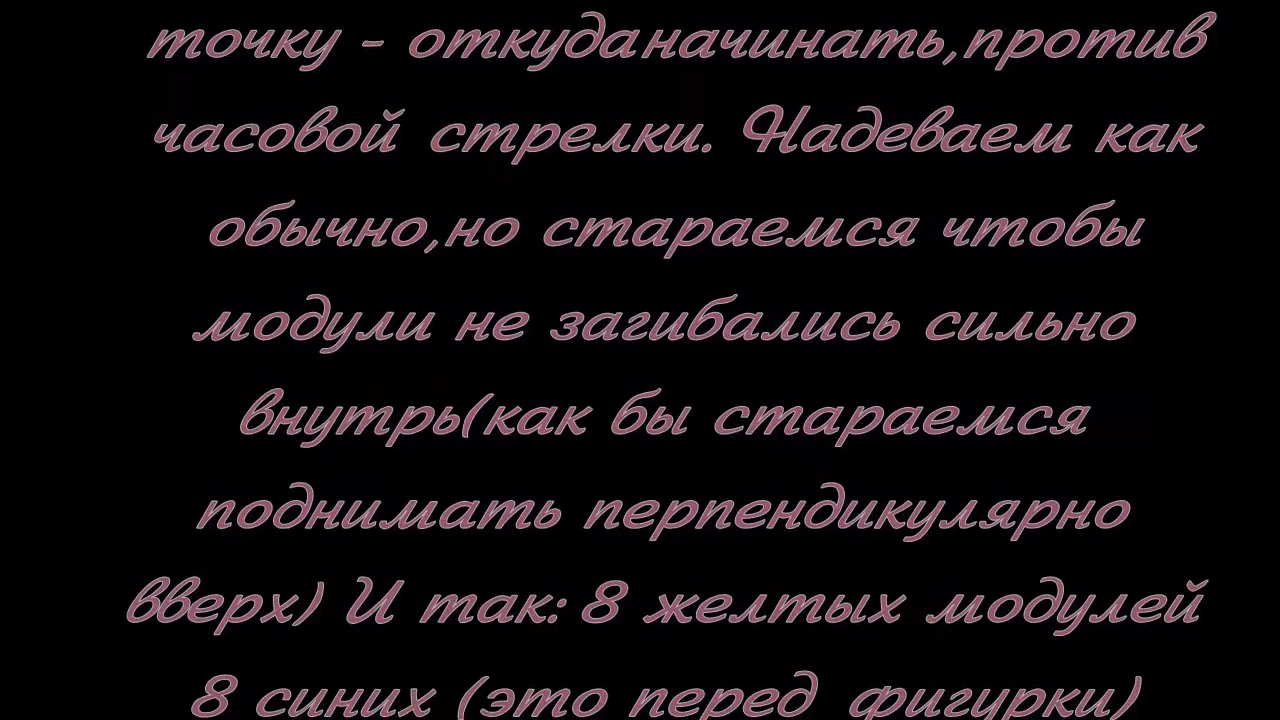 точку - откуданачинать,против
часовой стрелки. Надеваем как
обычно,но стараемся чтобы
модули не загибались сильно
внутрь(как бы стараемся
поднимать перпендикулярно
вверх) И так: 8 желтых модулей
8 синих (это перед фигурки)